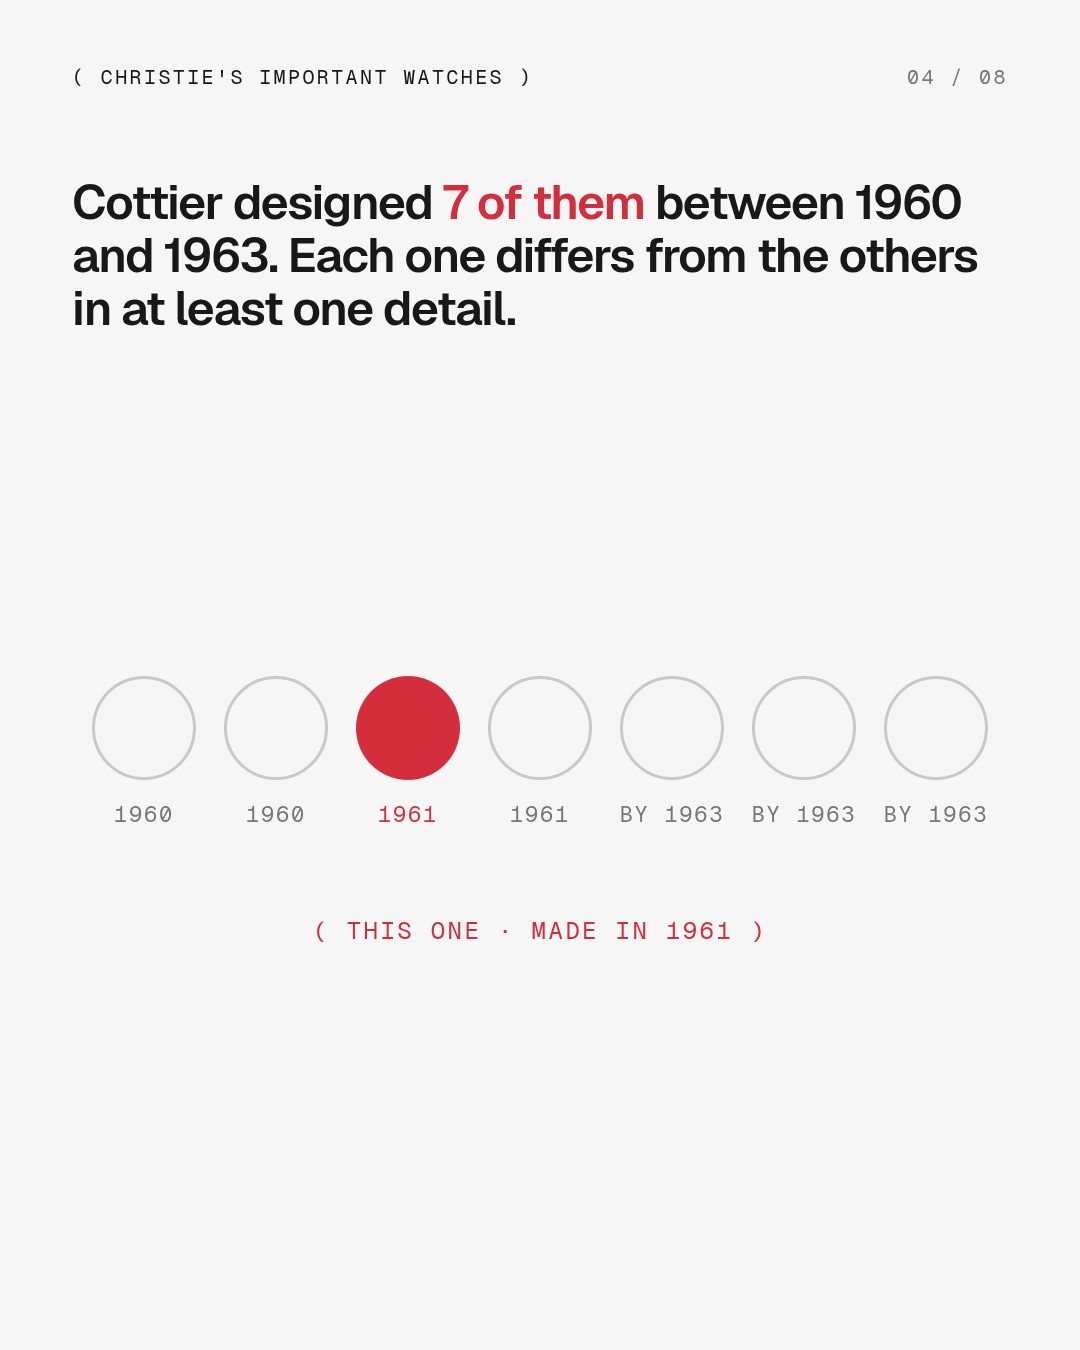 ( CHRISTIE'S IMPORTANT WATCHES )
04 / 08
Cottier designed 7 of them between 1960
and 1963. Each one differs from the others
in at least one detail.
1960 1960 1961 1961 BY 1963 BY 1963 BY 1963
( THIS ONE · MADE IN 1961 )